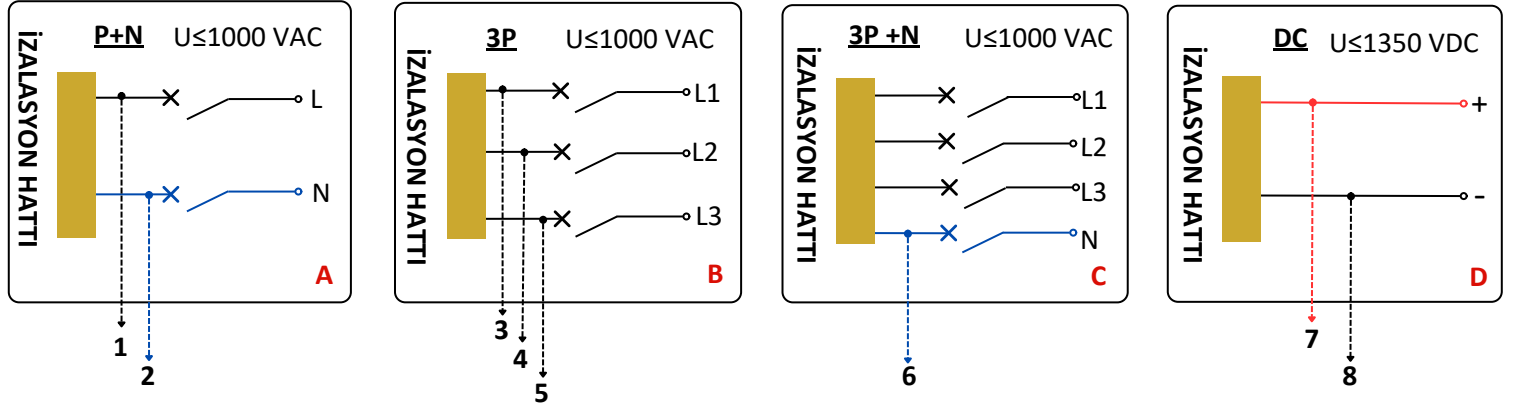 İZALASYON HATTI
P+N U≤1000 VAC
L
N
A
1
2
İZALASYON HATTI
3P U≤1000 VAC
L1
L2
L3
B
3
4
5
İZALASYON HATTI
3P +N U≤1000 VAC
L1
L2
L3
N
C
6
İZALASYON HATTI
DC U≤1350 VDC
+
-
D
7
8